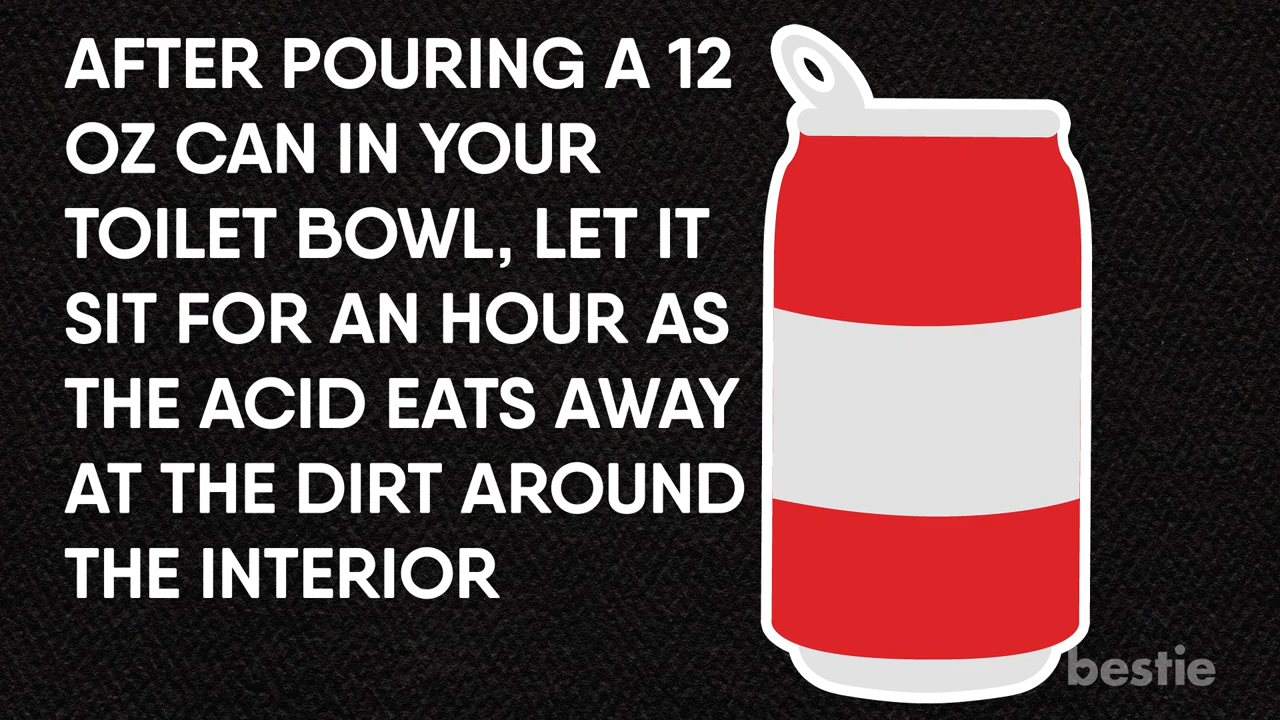 AFTER POURING A 12
OZ CAN IN YOUR
TOILET BOWL, LET IT
SIT FOR AN HOUR AS
THE ACID EATS AWAY
AT THE DIRT AROUND
THE INTERIOR
bestie